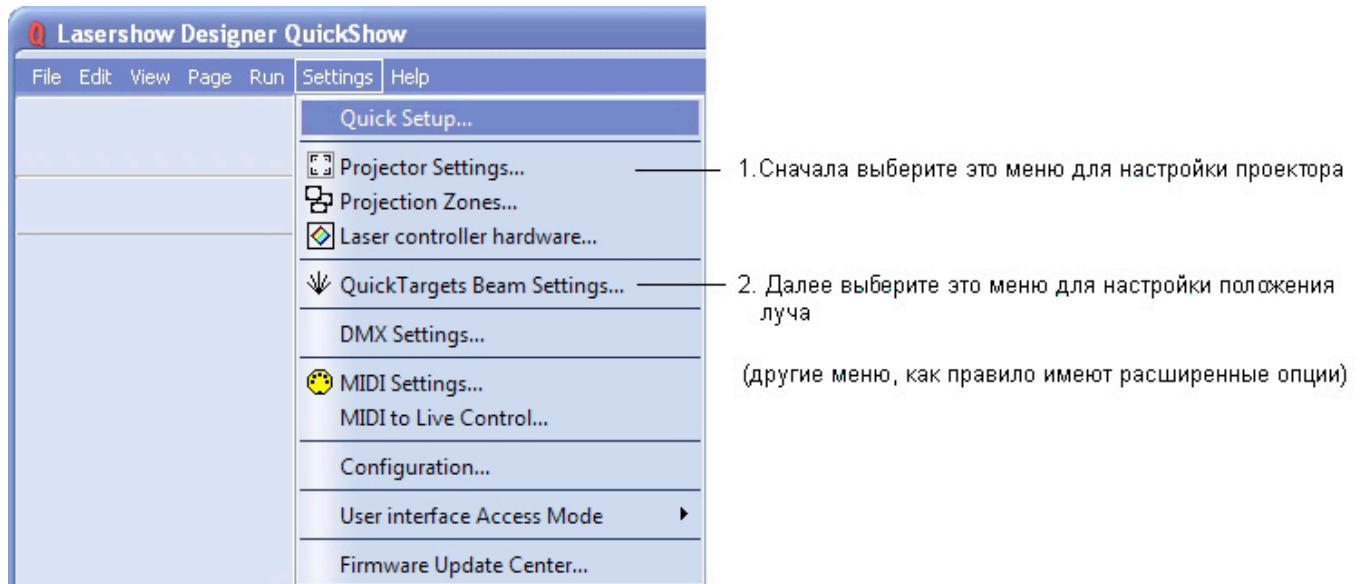 Lasershow Designer QuickShow
File Edit View Page Run Settings Help
Quick Setup...
Projector Settings...
Projection Zones...
Laser controller hardware...
QuickTargets Beam Settings...
DMX Settings...
MIDI Settings...
MIDI to Live Control...
Configuration...
User interface Access Mode
Firmware Update Center...
1.Сначала выберите это меню для настройки проектора
2. Далее выберите это меню для настройки положения
луча
(другие меню, как правило имеют расширенные опции)